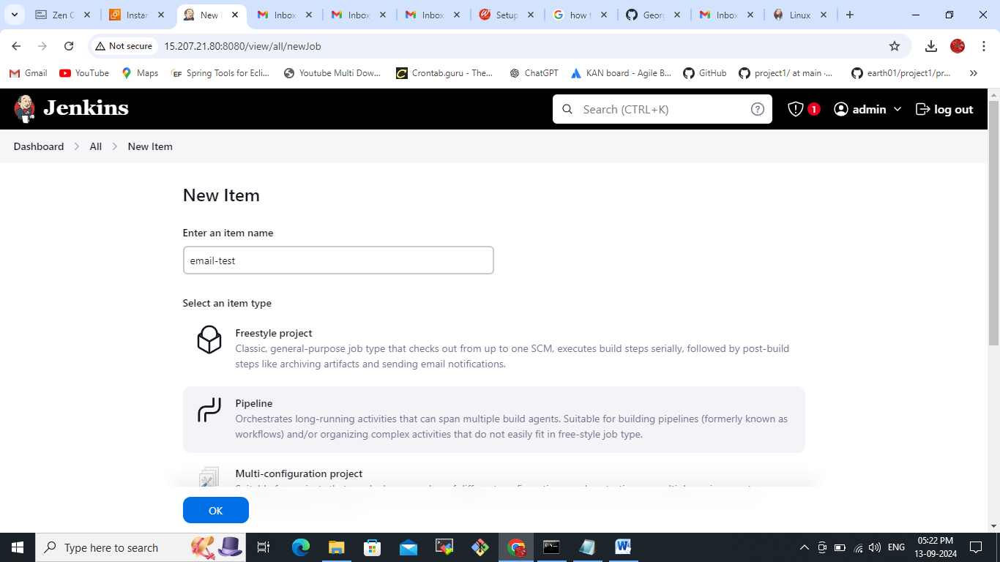 Zen C
Instan
New I
Inbox
Inbox
Inbox
Setup
how t
Georg
Inbox
Linux
Not secure
15.207.21.80:8080/view/all/newJob
Gmail
YouTube
Maps
Spring Tools for Ecli...
Youtube Multi Dow...
Crontab.guru - The...
ChatGPT
KAN board - Agile B...
GitHub
project1/ at main ·...
earth01/project1/pr...
Jenkins
Search (CTRL+K)
1
admin
log out
Dashboard
All
New Item
New Item
Enter an item name
email-test
Select an item type
Freestyle project
Classic, general-purpose job type that checks out from up to one SCM, executes build steps serially, followed by post-build
steps like archiving artifacts and sending email notifications.
Pipeline
Orchestrates long-running activities that can span multiple build agents. Suitable for building pipelines (formerly known as
workflows) and/or organizing complex activities that do not easily fit in free-style job type.
Multi-configuration project
OK
Type here to search
ENG
05:22 PM
13-09-2024